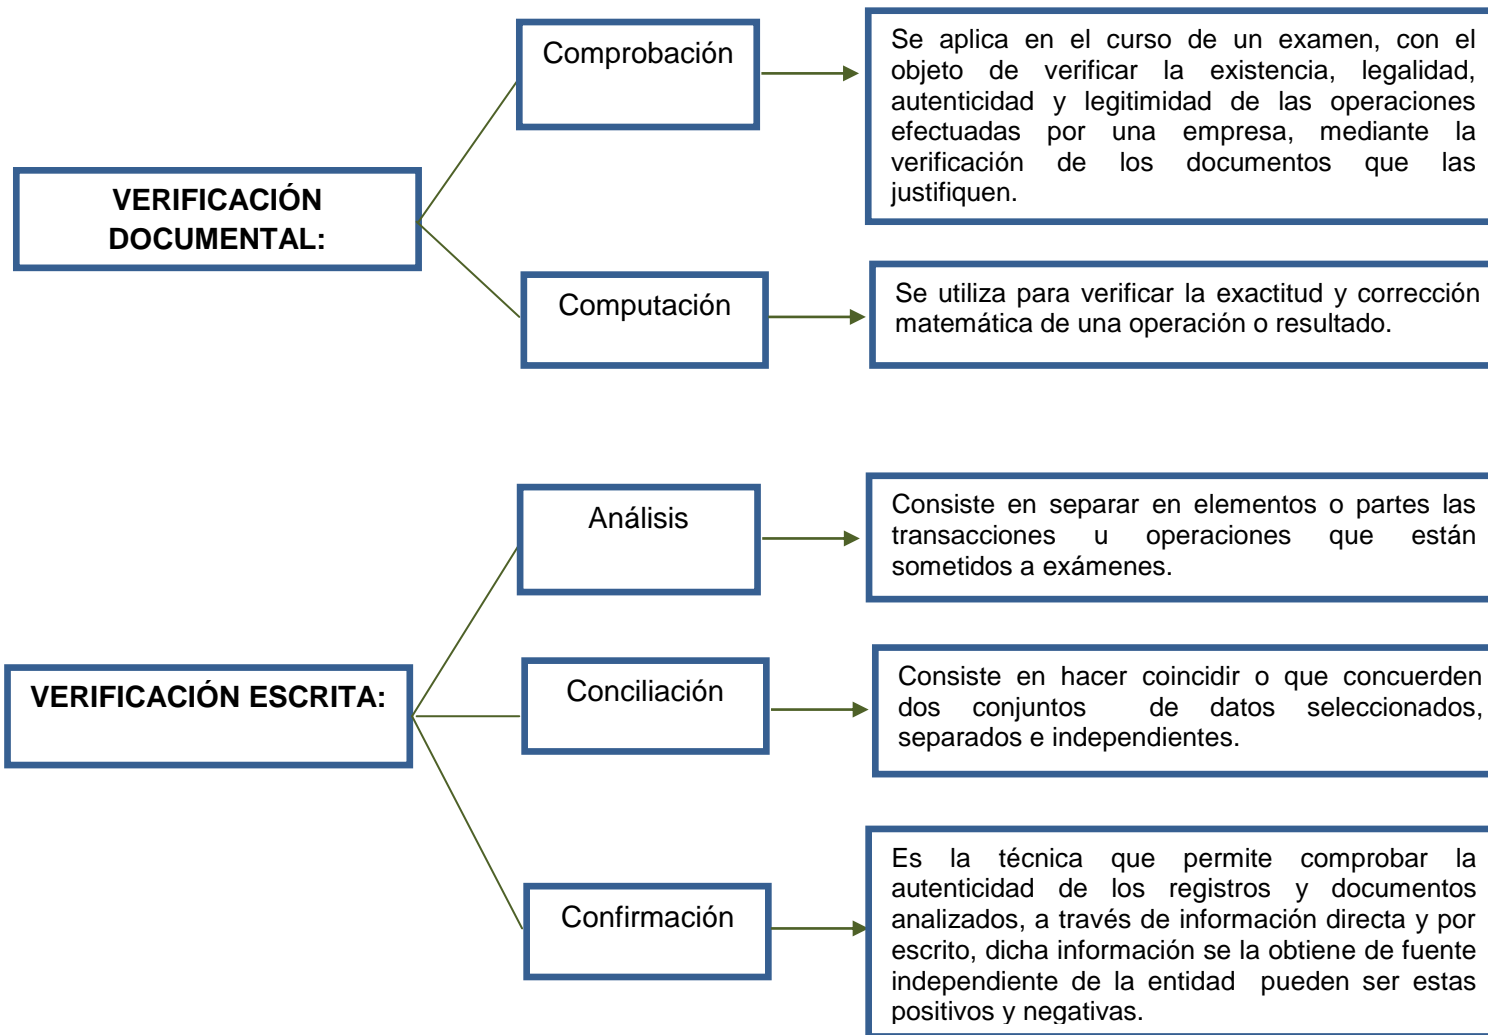 VERIFICACIÓN
DOCUMENTAL:
Comprobación
Se aplica en el curso de un examen, con el
objeto de verificar la existencia, legalidad,
autenticidad y legitimidad de las operaciones
efectuadas por una empresa, mediante la
verificación de los documentos que las
justifiquen.
Computación
Se utiliza para verificar la exactitud y corrección
matemática de una operación o resultado.
VERIFICACIÓN ESCRITA:
Análisis
Consiste en separar en elementos o partes las
transacciones u operaciones que están
sometidos a exámenes.
Conciliación
Consiste en hacer coincidir o que concuerden
dos conjuntos de datos seleccionados,
separados e independientes.
Confirmación
Es la técnica que permite comprobar la
autenticidad de los registros y documentos
analizados, a través de información directa y por
escrito, dicha información se la obtiene de fuente
independiente de la entidad pueden ser estas
positivos y negativas.